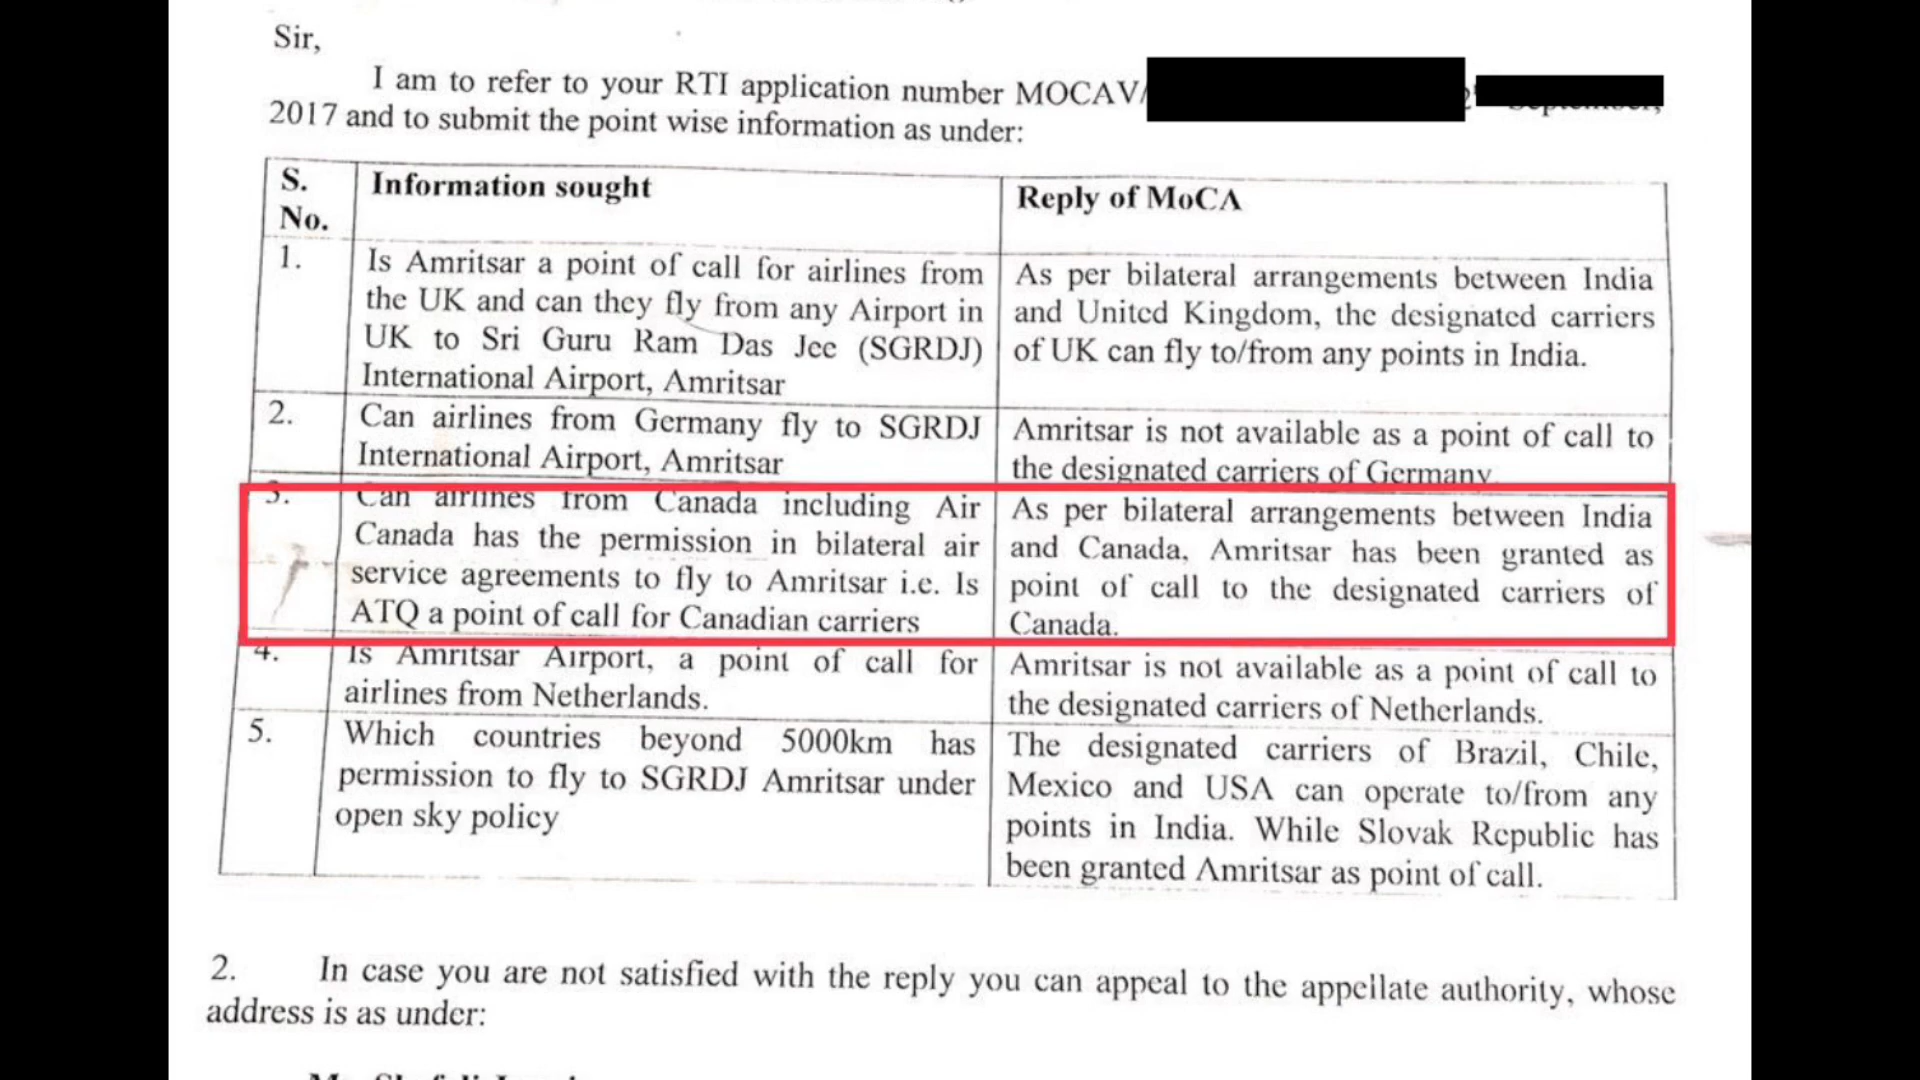 Sir,
I am to refer to your RTI application number MOCAV/
2017 and to submit the point wise information as under:
S.
No.
Information sought
Reply of MoCA
1.
Is Amritsar a point of call for airlines from
the UK and can they fly from any Airport in
UK to Sri Guru Ram Das Jee (SGRDJ)
International Airport, Amritsar
As per bilateral arrangements between India
and United Kingdom, the designated carriers
of UK can fly to/from any points in India.
2.
Can airlines from Germany fly to SGRDJ
International Airport, Amritsar
Amritsar is not available as a point of call to
the designated carriers of Germany
3.
Can airlines from Canada including Air
Canada has the permission in bilateral air
service agreements to fly to Amritsar i.e. Is
ATQ a point of call for Canadian carriers
As per bilateral arrangements between India
and Canada, Amritsar has been granted as
point of call to the designated carriers of
Canada.
4.
Is Amritsar Airport, a point of call for
airlines from Netherlands.
Amritsar is not available as a point of call to
the designated carriers of Netherlands.
5.
Which countries beyond 5000km has
permission to fly to SGRDJ Amritsar under
open sky policy
The designated carriers of Brazil, Chile,
Mexico and USA can operate to/from any
points in India. While Slovak Republic has
been granted Amritsar as point of call.
2. In case you are not satisfied with the reply you can appeal to the appellate authority, whose
address is as under: